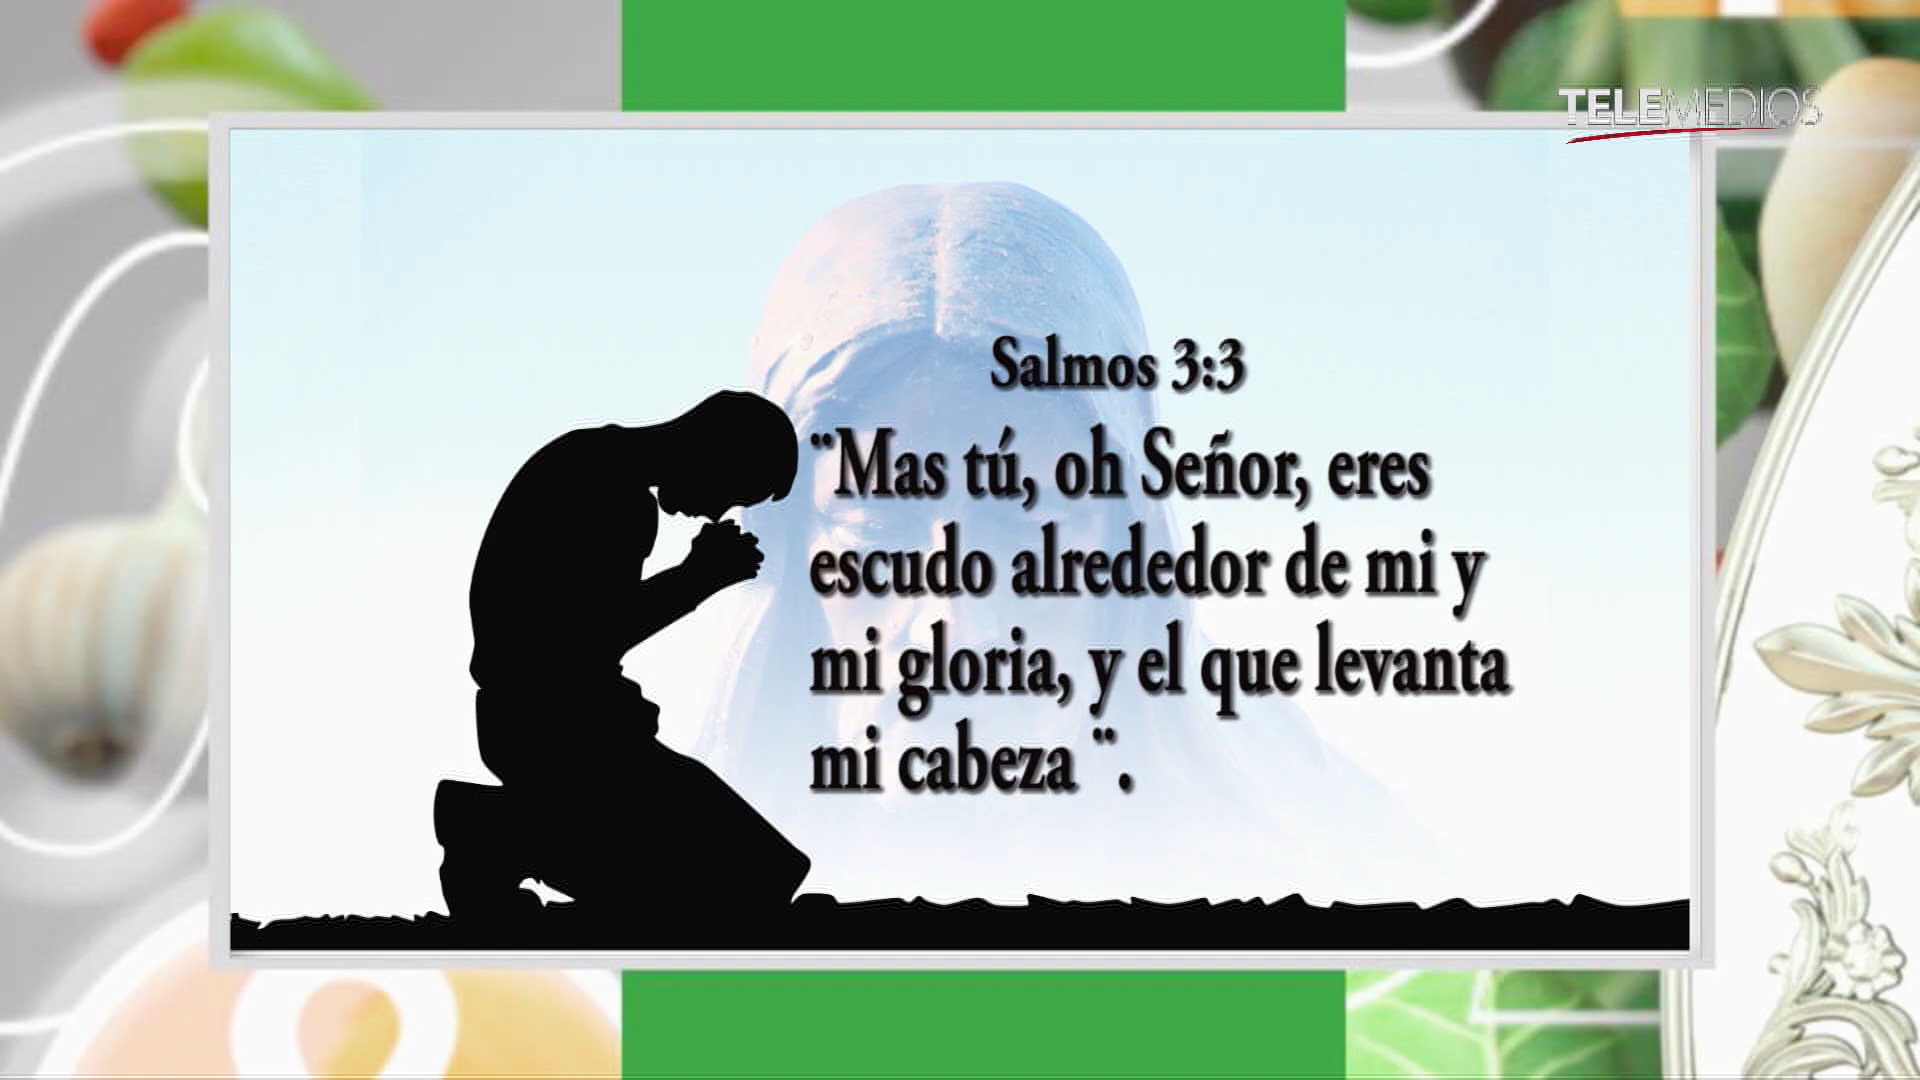 TELEMEDIOS
Salmos 3:3
¨Mas tú, oh Señor, eres
escudo alrededor de mi y
mi gloria, y el que levanta
mi cabeza ¨.